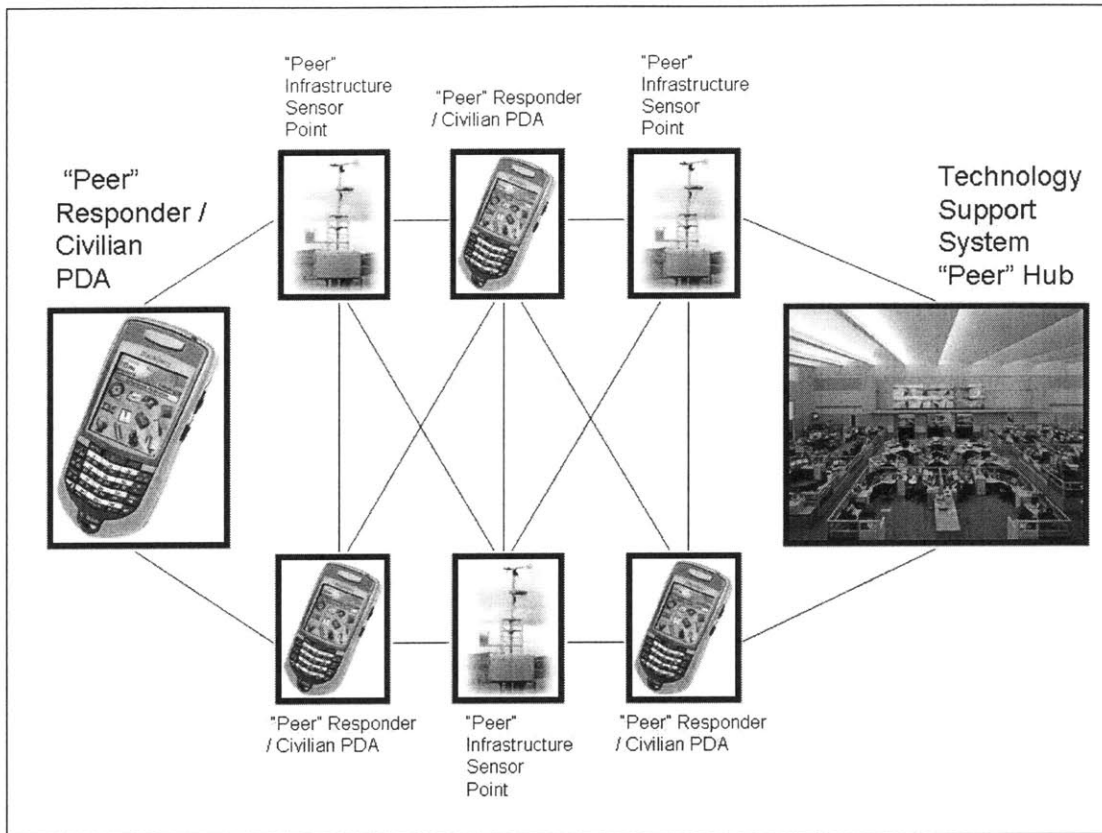 "Peer"
Infrastructure
Sensor
Point
"Peer" Responder
/ Civilian PDA
"Peer"
Infrastructure
Sensor
Point
"Peer"
Responder /
Civilian
PDA
Technology
Support
System
"Peer" Hub
"Peer" Responder
/ Civilian PDA
"Peer"
Infrastructure
Sensor
Point
"Peer" Responder
/ Civilian PDA